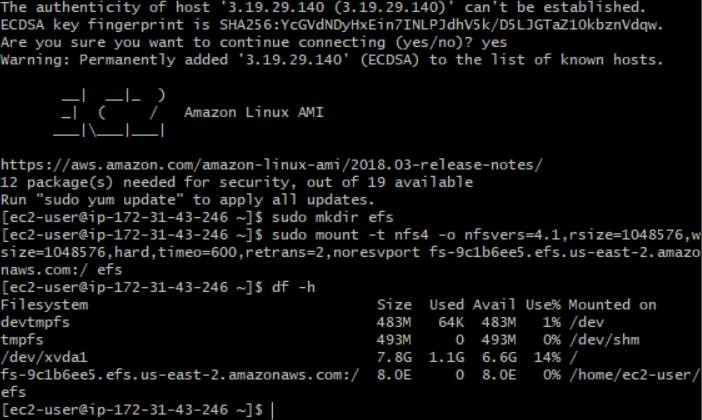 The authenticity of host '3.19.29.140 (3.19.29.140)' can't be established.
ECDSA key fingerprint is SHA256:YcGVdNDyHxEin7INLPJdhV5k/D5LJGTaZ1OkbznVdqw.
Are you sure you want to continue connecting (yes/no)? yes
Warning: Permanently added '3.19.29.140' (ECDSA) to the list of known hosts.
       __|  __|_  )
       _|  (     /   Amazon Linux AMI
      ___|\___|___|
https://aws.amazon.com/amazon-linux-ami/2018.03-release-notes/
12 package(s) needed for security, out of 19 available
Run "sudo yum update" to apply all updates.
[ec2-user@ip-172-31-43-246 ~]$ sudo mkdir efs
[ec2-user@ip-172-31-43-246 ~]$ sudo mount -t nfs4 -o nfsvers=4.1,rsize=1048576,w
size=1048576,hard,timeo=600,retrans=2,noresvport fs-9c1b6ee5.efs.us-east-2.amazo
naws.com:/ efs
[ec2-user@ip-172-31-43-246 ~]$ df -h
Filesystem                                 Size  Used Avail Use% Mounted on
devtmpfs                                   483M   64K  483M   1% /dev
tmpfs                                      493M     0  493M   0% /dev/shm
/dev/xvda1                                 7.8G  1.1G  6.6G  14% /
fs-9c1b6ee5.efs.us-east-2.amazonaws.com:/  8.0E     0  8.0E   0% /home/ec2-user/
efs
[ec2-user@ip-172-31-43-246 ~]$